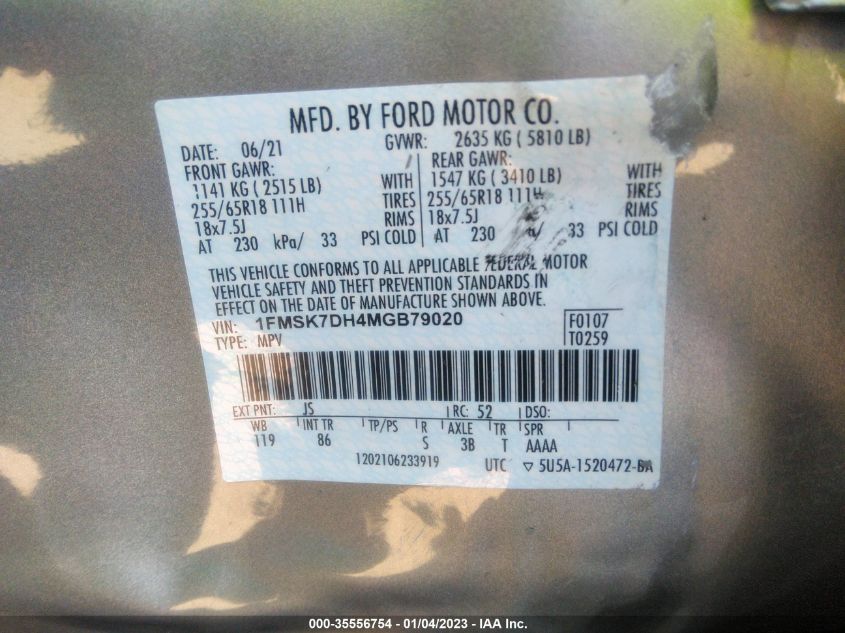 MFD. BY FORD MOTOR CO.
DATE: 06/21 GVWR: 2635 KG ( 5810 LB)
FRONT GAWR: REAR GAWR:
1141 KG ( 2515 LB) WITH 1547 KG ( 3410 LB) WITH
255/65R18 111H TIRES 255/65R18 111H TIRES
18x7.5J RIMS 18x7.5J RIMS
AT 230 kPa/ 33 PSI COLD AT 230 kPa/ 33 PSI COLD
THIS VEHICLE CONFORMS TO ALL APPLICABLE FEDERAL MOTOR
VEHICLE SAFETY AND THEFT PREVENTION STANDARDS IN
EFFECT ON THE DATE OF MANUFACTURE SHOWN ABOVE.
VIN: 1FMSK7DH4MGB79020 F0107
TYPE: MPV T0259
EXT PNT: JS RC: 52 DSO:
WB INT TR TP/PS R AXLE TR SPR
119 86 S 3B T AAAA
1202106233919 UTC ▽ 5U5A-1520472-BA
000-35556754 - 01/04/2023 - IAA Inc.